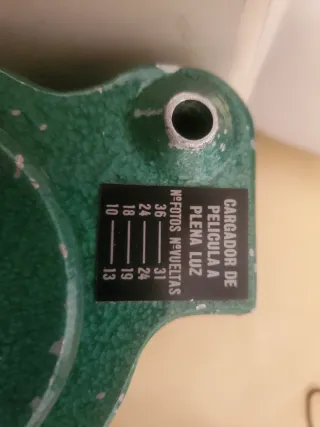 CARGADOR DE
PELICULA A
PLENA LUZ
NºFOTOS NºVUELTAS
36 — 31
24 — 24
18 — 19
10 — 13